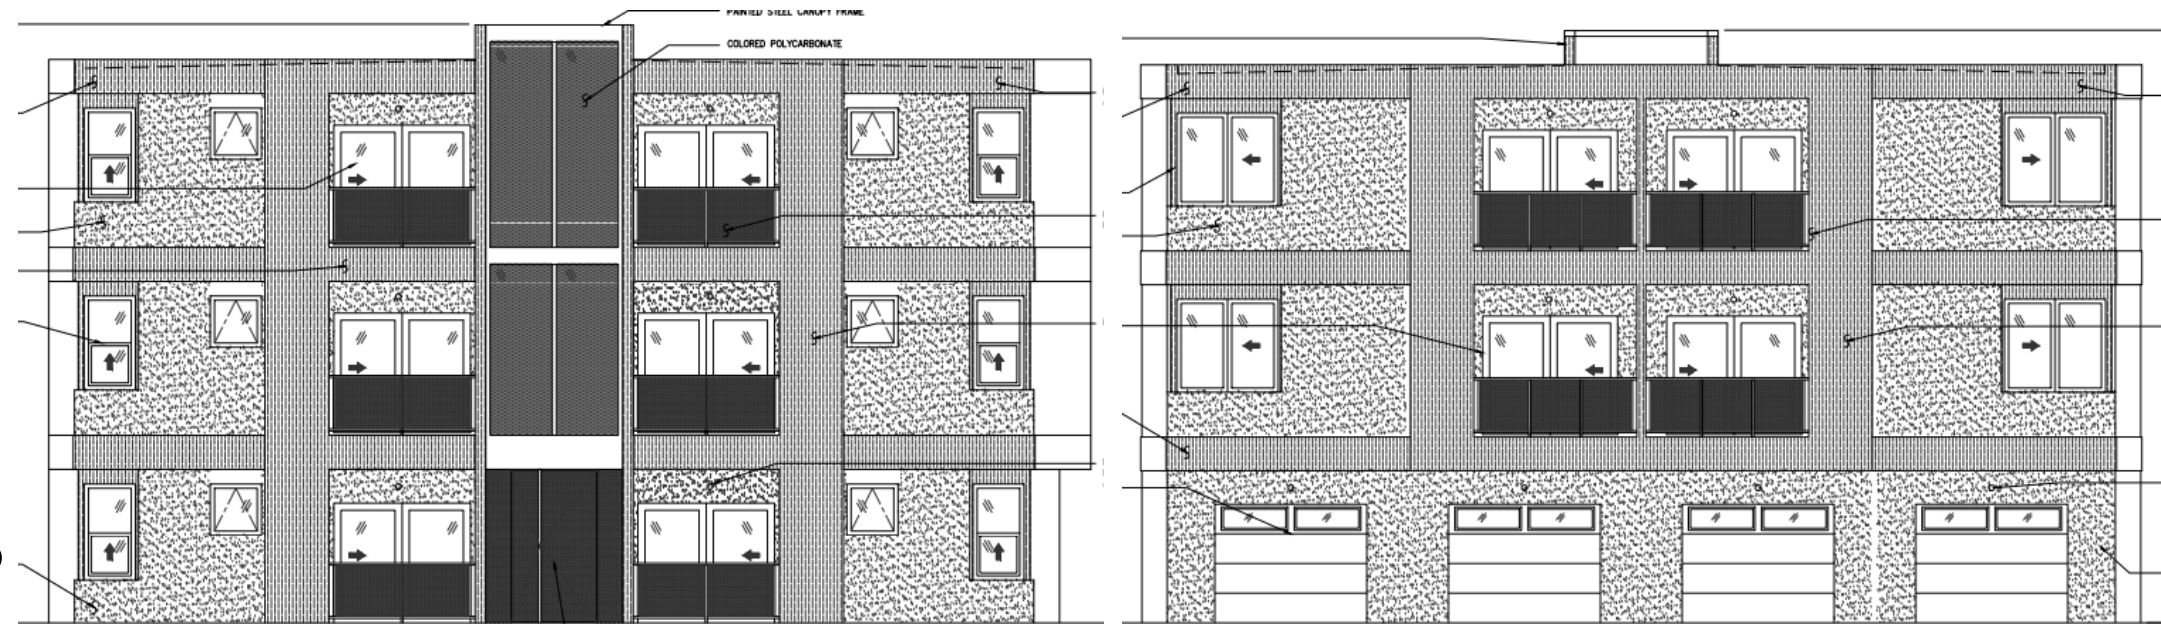 PAINTED STEEL CANOPY FRAME
COLORED POLYCARBONATE